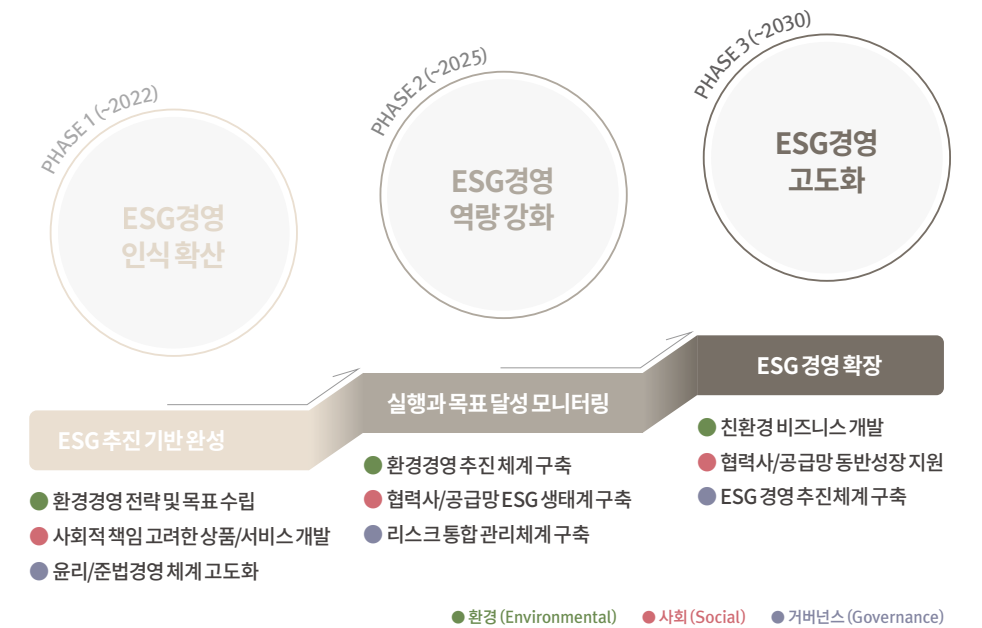 PHASE 1 (~2022)
ESG경영
인식 확산
PHASE 2 (~2025)
ESG경영
역량 강화
PHASE 3 (~2030)
ESG경영
고도화
ESG 추진 기반 완성
환경경영 전략 및 목표 수립
사회적 책임 고려한 상품/서비스 개발
윤리/준법경영 체계 고도화
실행과 목표 달성 모니터링
환경경영 추진 체계 구축
협력사/공급망 ESG 생태계 구축
리스크 통합 관리체계 구축
ESG 경영 확장
친환경 비즈니스 개발
협력사/공급망 동반성장 지원
ESG 경영 추진체계 구축
환경 (Environmental) 사회 (Social) 거버넌스 (Governance)